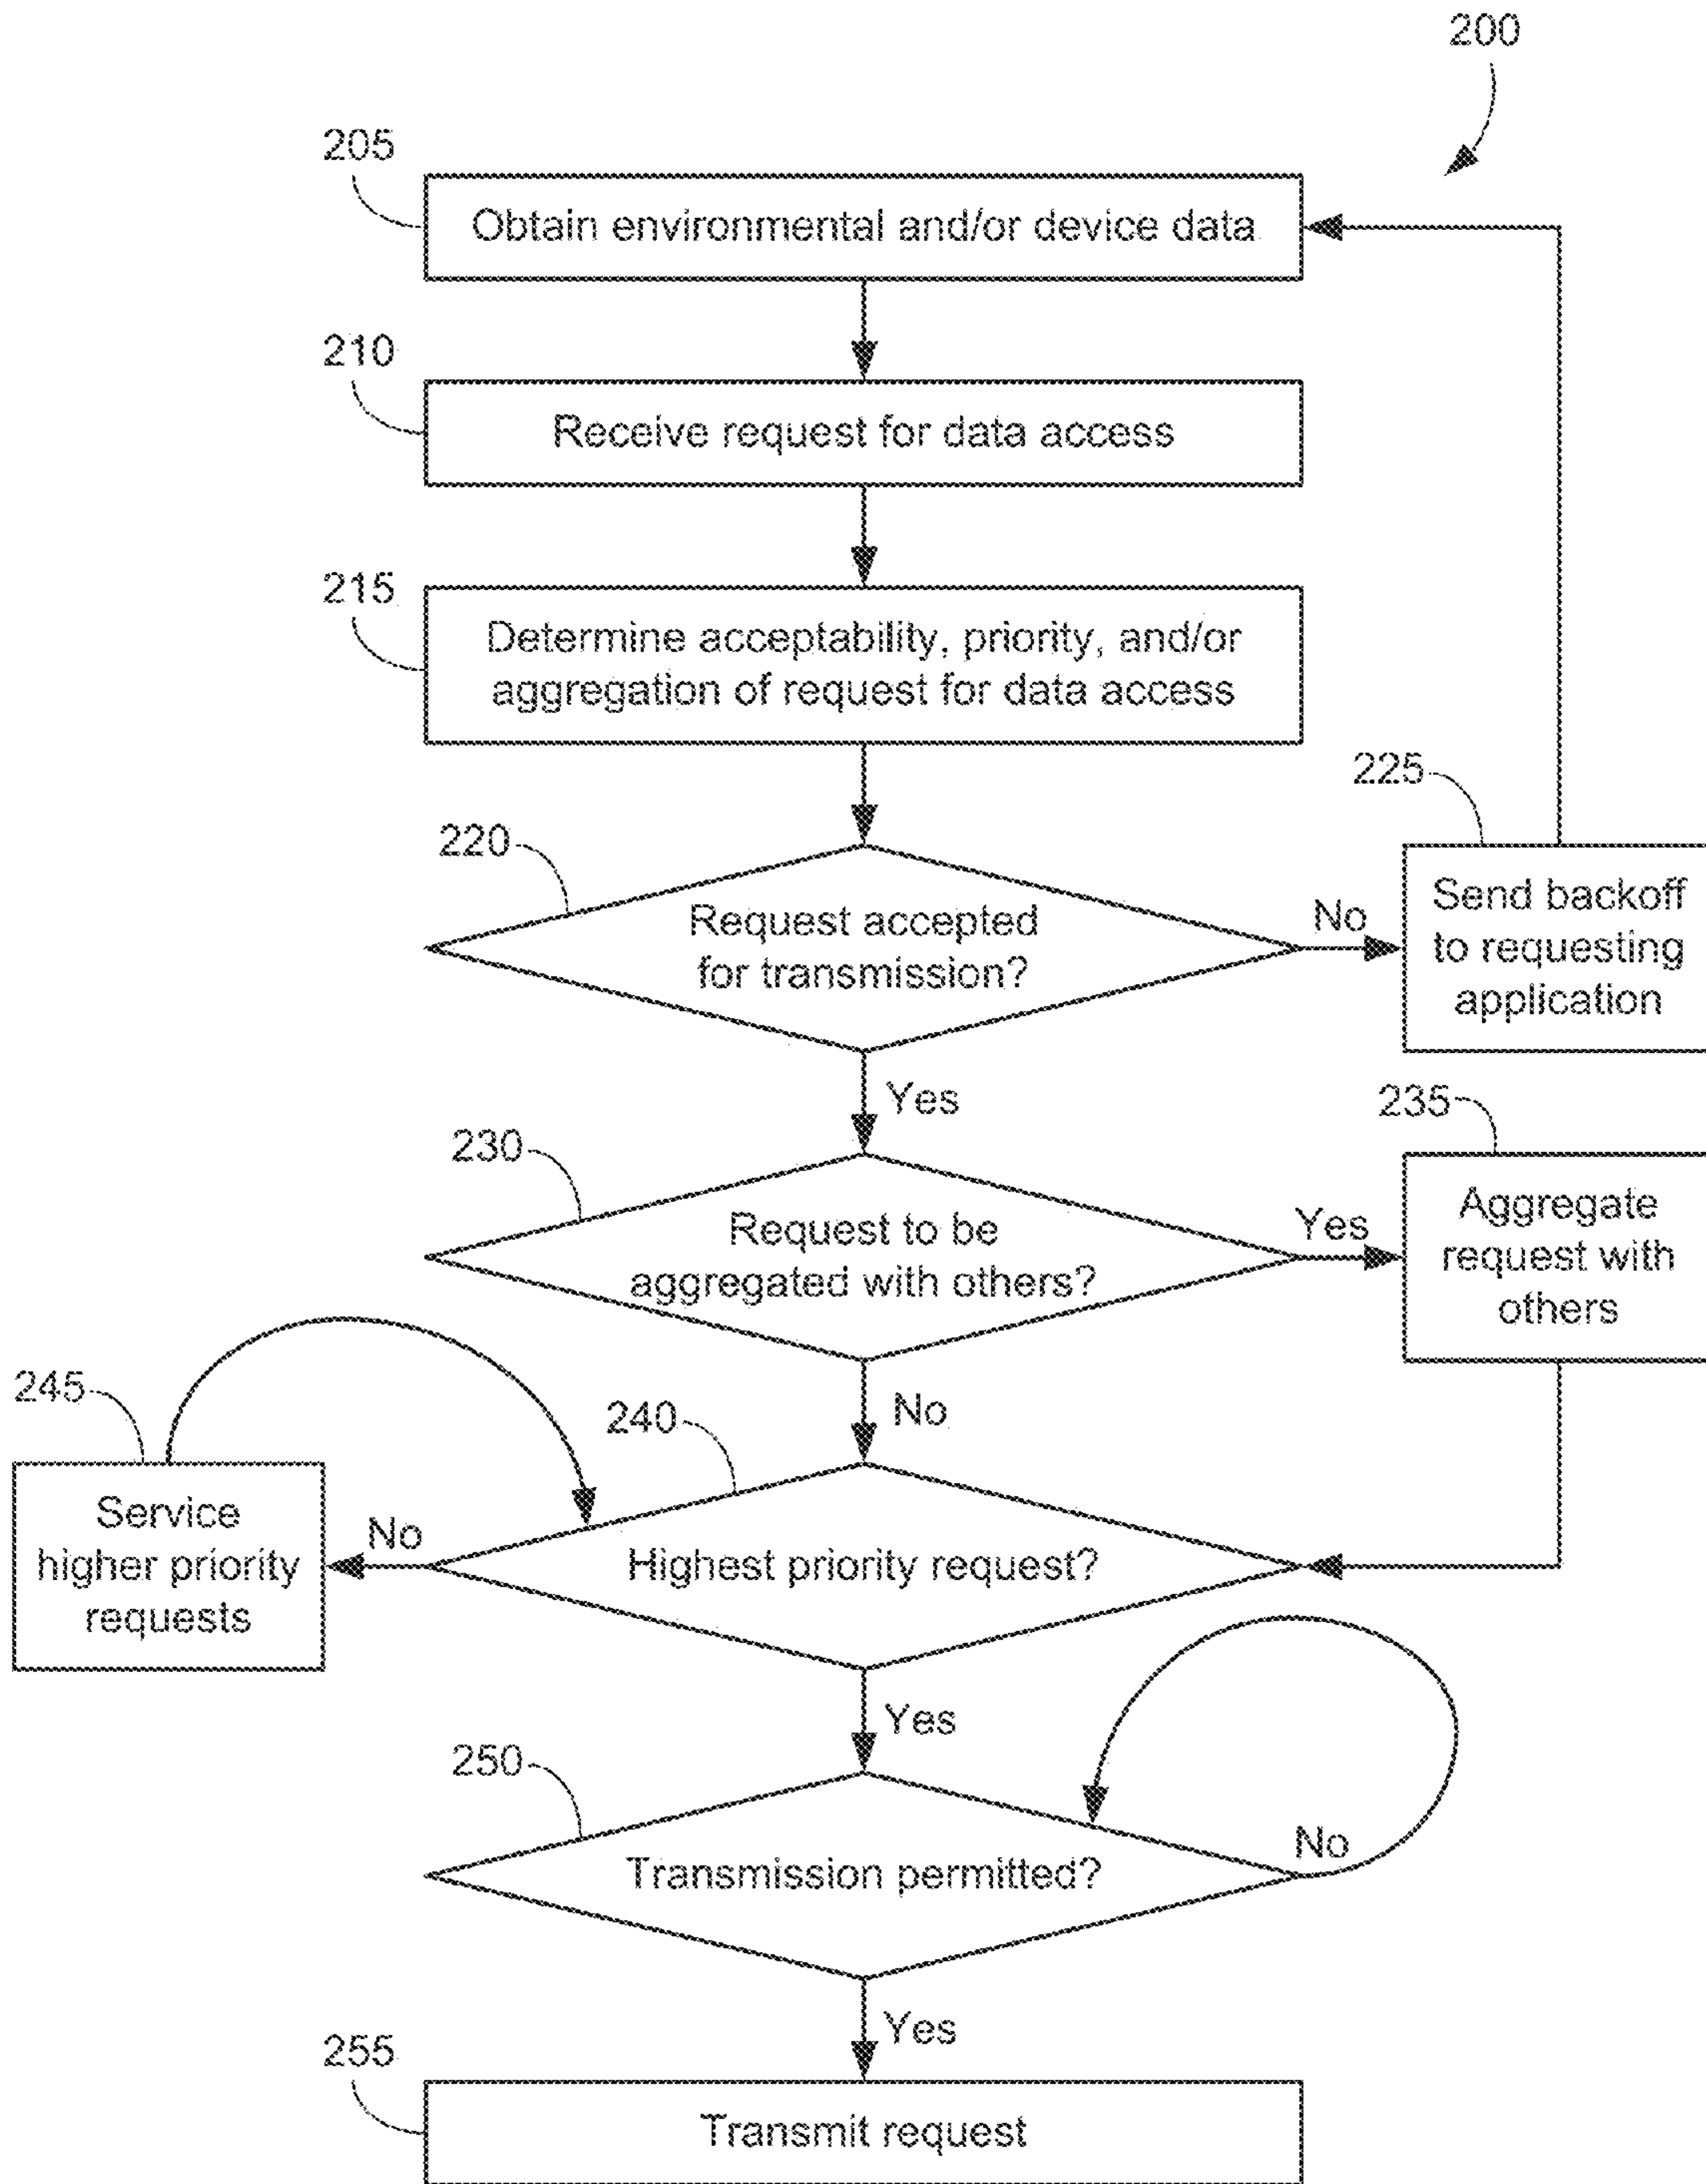 200
205
Obtain environmental and/or device data
210
Receive request for data access
215
Determine acceptability, priority, and/or
aggregation of request for data access
220
Request accepted
for transmission?
No
225
Send backoff
to requesting
application
Yes
230
Request to be
aggregated with others?
Yes
235
Aggregate
request with
others
No
240
Highest priority request?
No
245
Service
higher priority
requests
Yes
250
Transmission permitted?
No
Yes
255
Transmit request